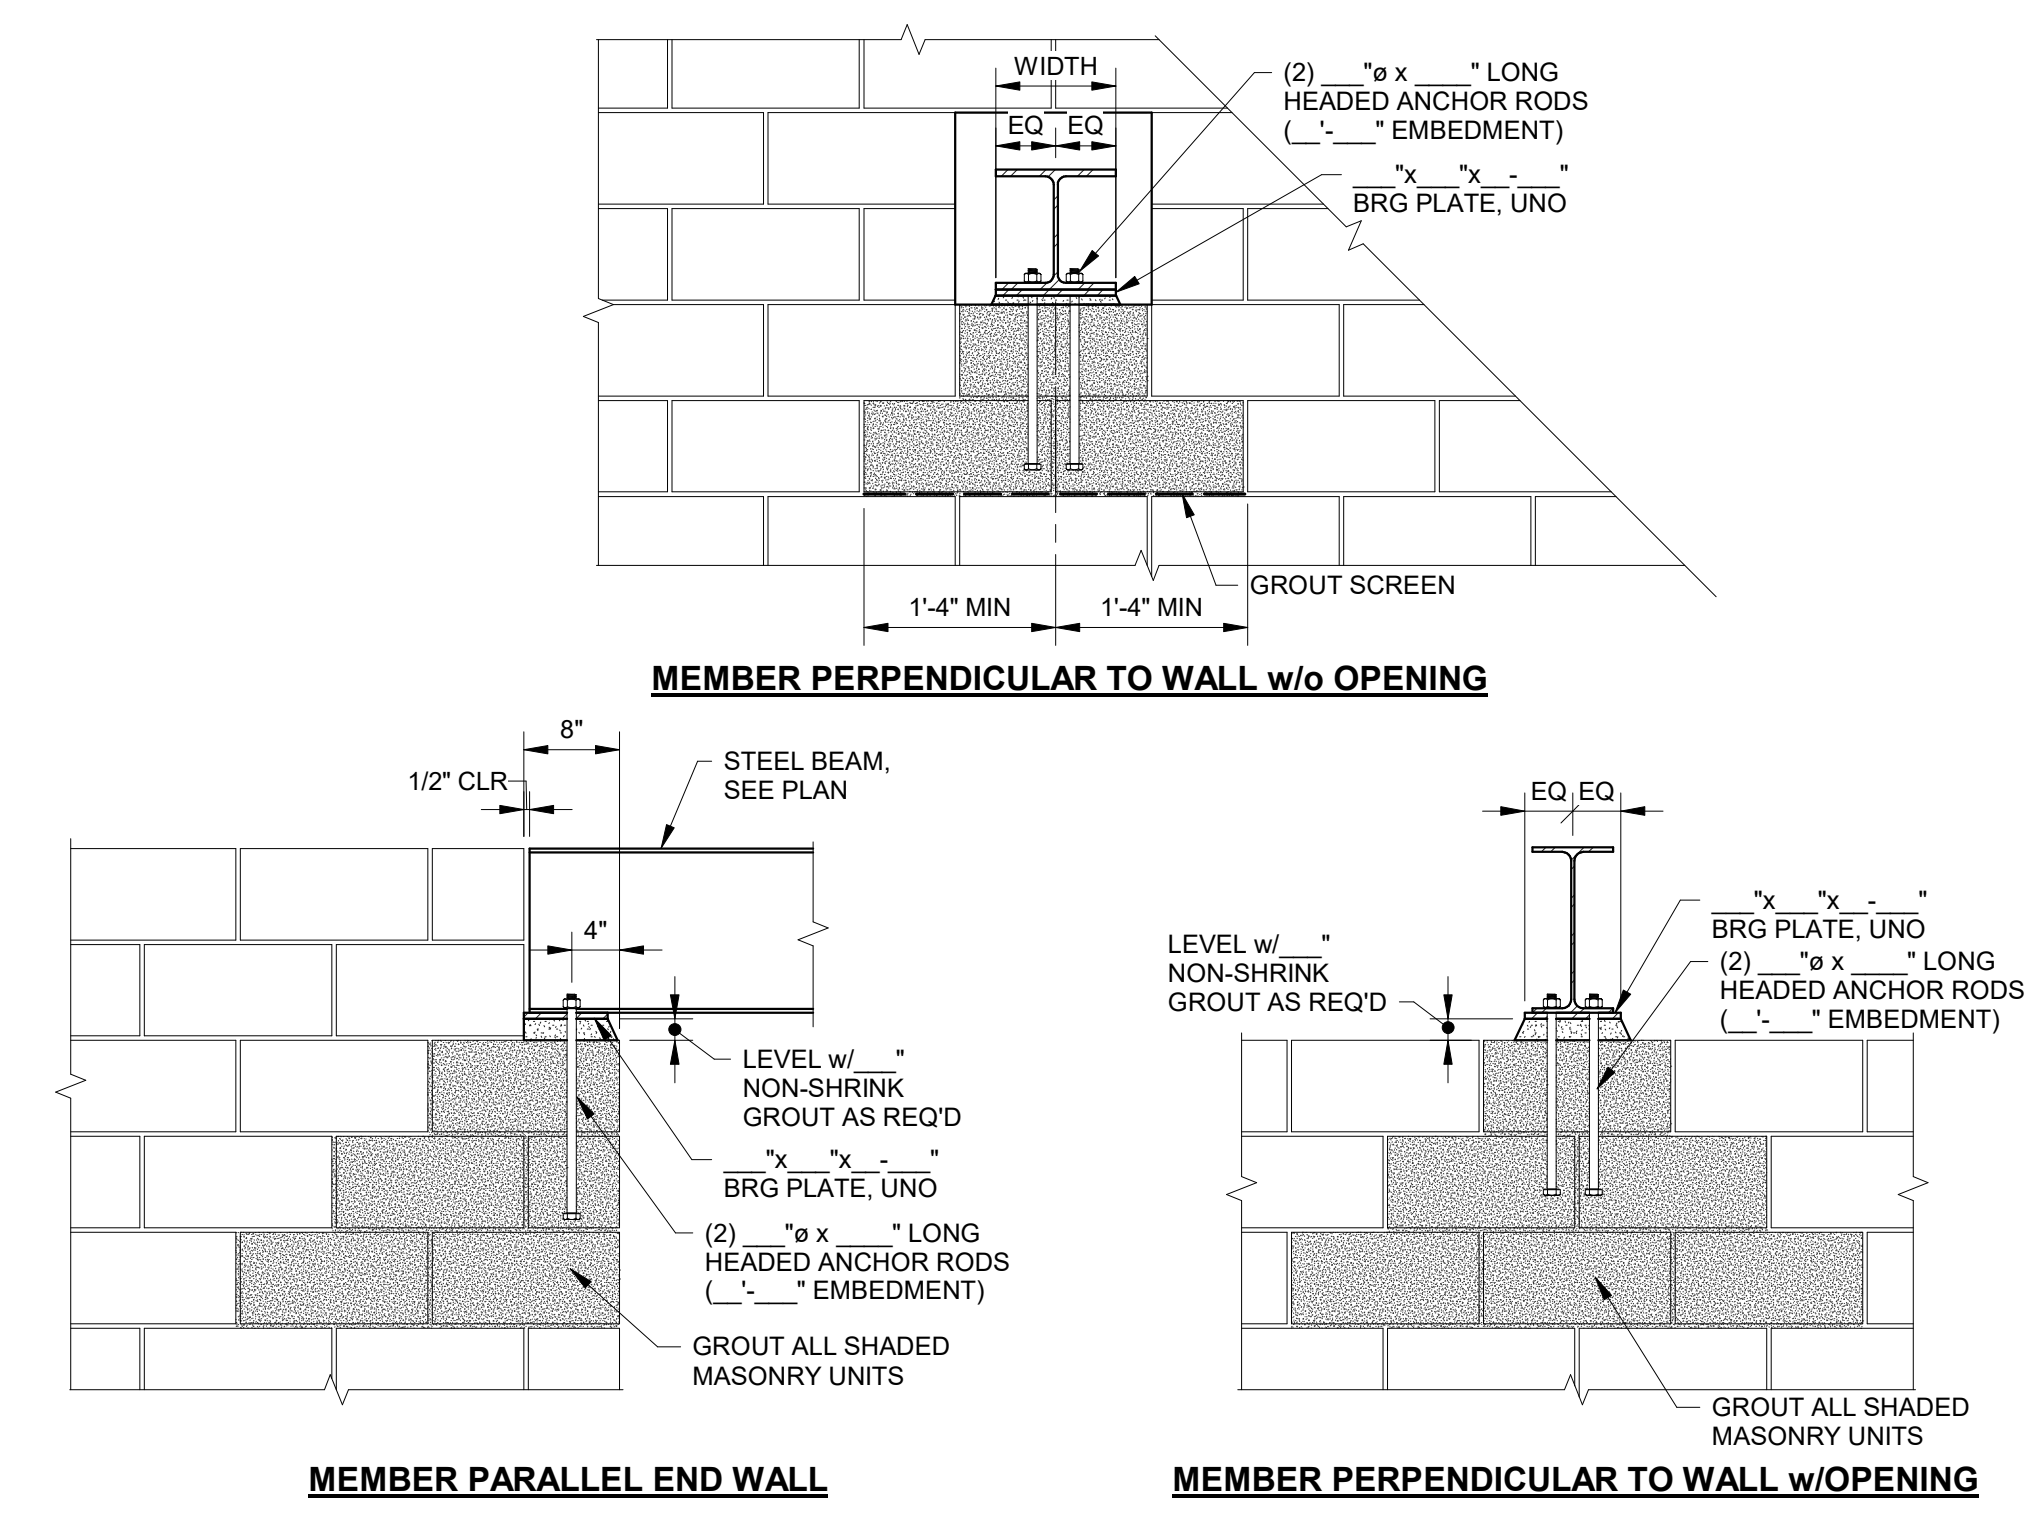 WIDTH
EQ EQ
(2) ___"ø x ____" LONG
HEADED ANCHOR RODS
(__'-___" EMBEDMENT)
___"x___"x__-___"
BRG PLATE, UNO
GROUT SCREEN
1'-4" MIN 1'-4" MIN
MEMBER PERPENDICULAR TO WALL w/o OPENING
8"
1/2" CLR
STEEL BEAM,
SEE PLAN
4"
LEVEL w/___"
NON-SHRINK
GROUT AS REQ'D
___"x___"x__-___"
BRG PLATE, UNO
(2) ___"ø x ____" LONG
HEADED ANCHOR RODS
(__'-___" EMBEDMENT)
GROUT ALL SHADED
MASONRY UNITS
MEMBER PARALLEL END WALL
EQ EQ
LEVEL w/___"
NON-SHRINK
GROUT AS REQ'D
___"x___"x__-___"
BRG PLATE, UNO
(2) ___"ø x ____" LONG
HEADED ANCHOR RODS
(__'-___" EMBEDMENT)
GROUT ALL SHADED
MASONRY UNITS
MEMBER PERPENDICULAR TO WALL w/OPENING